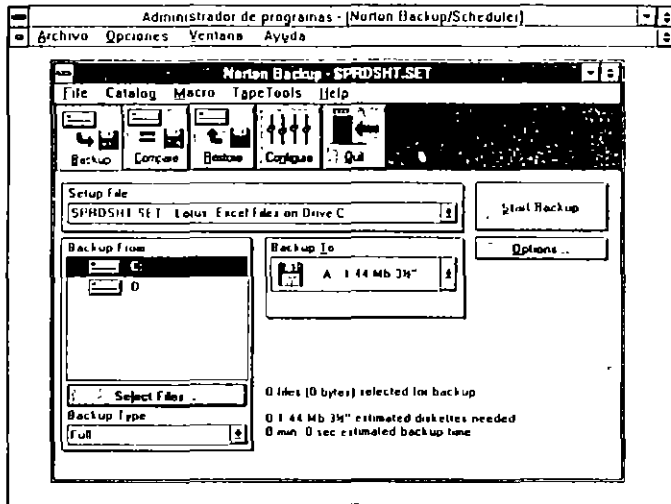 Administrador de programas - [Norton Backup/Scheduler]
Archivo Opciones Ventana Ayuda
Norton Backup - SPRDSHT.SET
File Catalog Macro TapeTools Help
Backup Compare Restore Configure Quit
Setup File
SPRDSHT SET Lotus Excel Files on Drive C
Start Backup
Backup From
Backup To
Options ..
C:
A 1 44 Mb 3½"
D
Select Files ..
0 files (0 bytes) selected for backup
Backup Type
0 1 44 Mb 3½" estimated diskettes needed
Full
0 min 0 sec estimated backup time